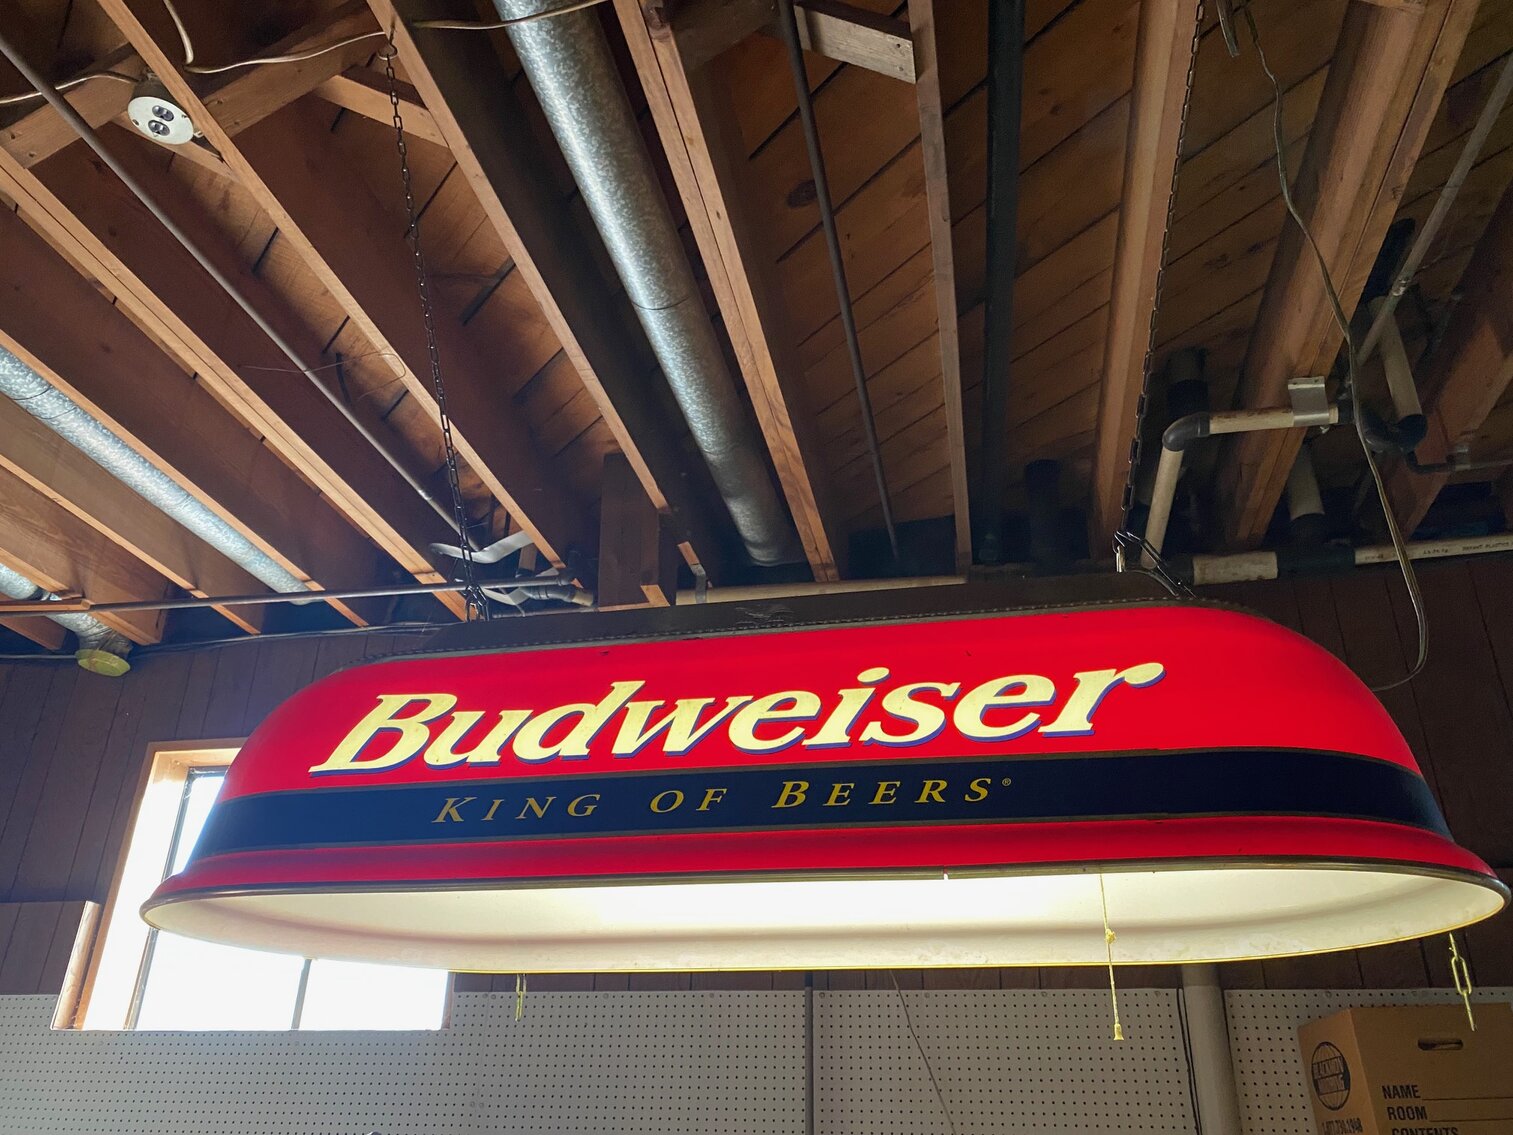 Budweiser
KING OF BEERS®
NAME
ROOM
CONTENTS